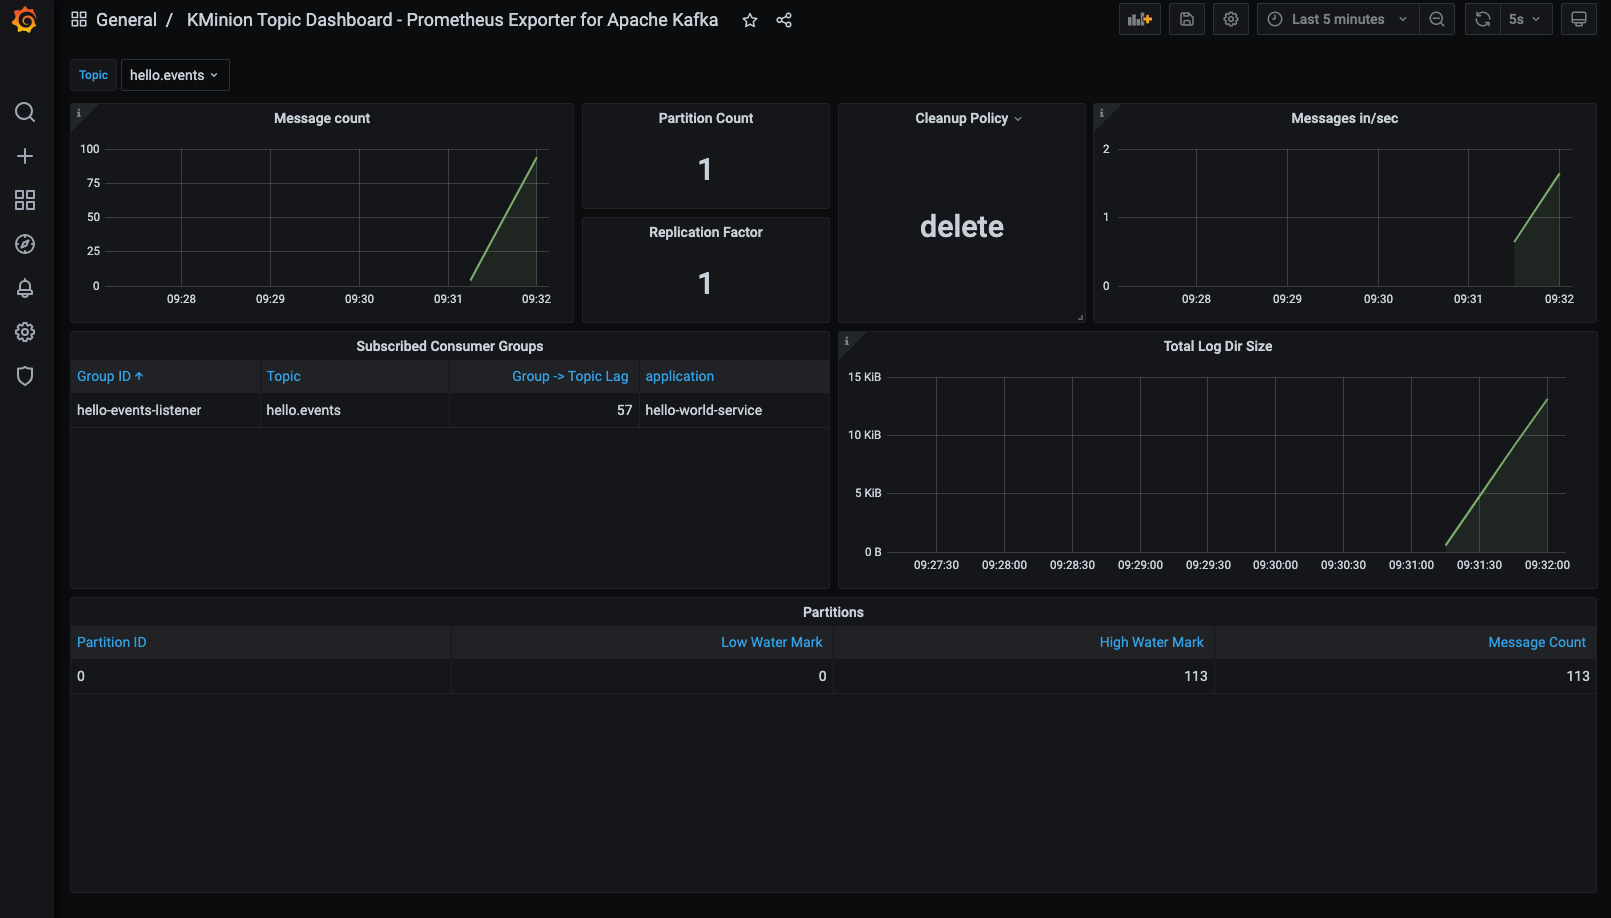 General / KMinion Topic Dashboard - Prometheus Exporter for Apache Kafka
Last 5 minutes
5s
Topic
hello.events
Message count
100
75
50
25
0
09:28 09:29 09:30 09:31 09:32
Partition Count
1
Replication Factor
1
Cleanup Policy
delete
Messages in/sec
2
1
0
09:28 09:29 09:30 09:31 09:32
Subscribed Consumer Groups
Group ID Topic Group -> Topic Lag application
hello-events-listener hello.events 57 hello-world-service
Total Log Dir Size
15 KiB
10 KiB
5 KiB
0 B
09:27:30 09:28:00 09:28:30 09:29:00 09:29:30 09:30:00 09:30:30 09:31:00 09:31:30 09:32:00
Partitions
Partition ID Low Water Mark High Water Mark Message Count
0 0 113 113